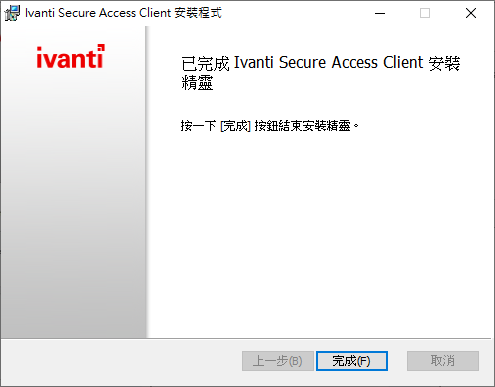 Ivanti Secure Access Client 安裝程式
ivanti
已完成 Ivanti Secure Access Client 安裝
精靈
按一下 [完成] 按鈕結束安裝精靈。
上一步(B)
完成(F)
取消